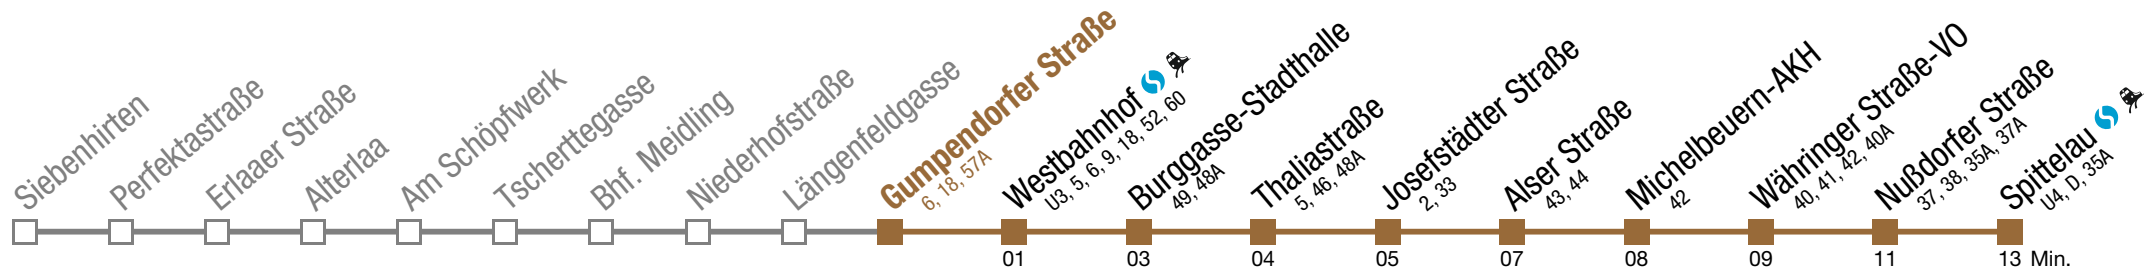 Siebenhirten
Perfektastraße
Erlaaer Straße
Alterlaa
Am Schöpfwerk
Tscherttegasse
Bhf. Meidling
Niederhofstraße
Längenfeldgasse
Gumpendorfer Straße
6, 18, 57A
Westbahnhof
U3, 5, 6, 9, 18, 52, 60
Burggasse-Stadthalle
49, 48A
Thaliastraße
5, 46, 48A
Josefstädter Straße
2, 33
Alser Straße
43, 44
Michelbeuern-AKH
42
Währinger Straße-VO
40, 41, 42, 40A
Nußdorfer Straße
37, 38, 35A, 37A
Spittelau
U4, D, 35A
01 03 04 05 07 08 09 11 13 Min.